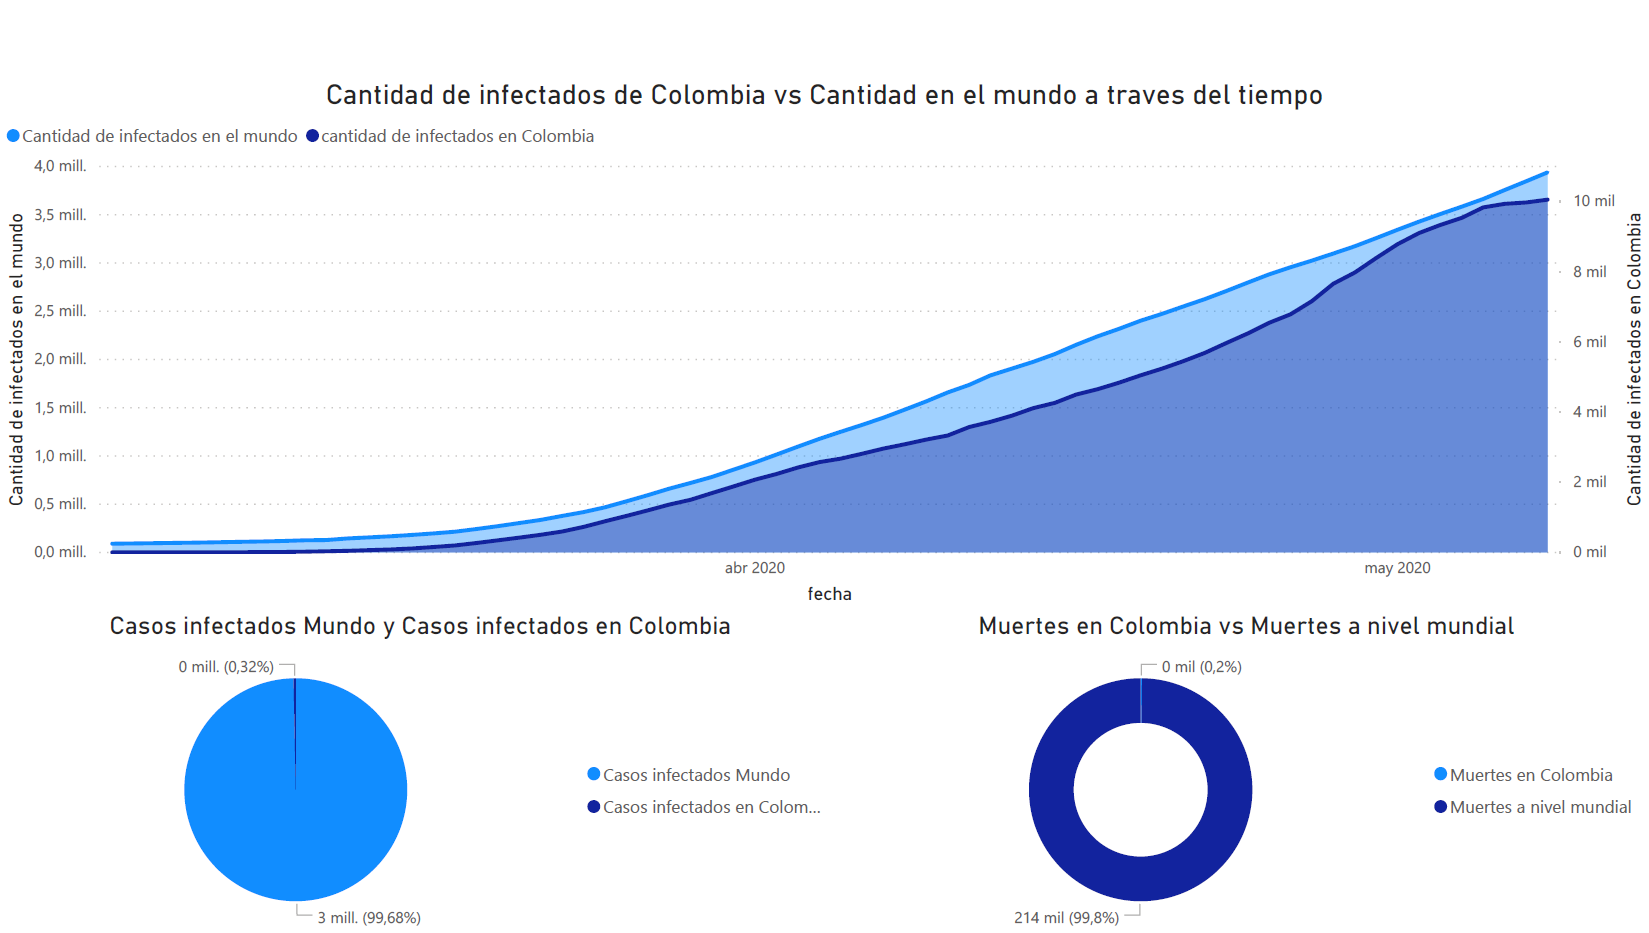 Cantidad de infectados de Colombia vs Cantidad en el mundo a traves del tiempo
Cantidad de infectados en el mundo
cantidad de infectados en Colombia
Cantidad de infectados en el mundo
4,0 mill.
3,5 mill.
3,0 mill.
2,5 mill.
2,0 mill.
1,5 mill.
1,0 mill.
0,5 mill.
0,0 mill.
10 mil
8 mil
6 mil
4 mil
2 mil
0 mil
Cantidad de infectados en Colombia
abr 2020
may 2020
fecha
Casos infectados Mundo y Casos infectados en Colombia
0 mill. (0,32%)
3 mill. (99,68%)
Casos infectados Mundo
Casos infectados en Colom...
Muertes en Colombia vs Muertes a nivel mundial
0 mil (0,2%)
214 mil (99,8%)
Muertes en Colombia
Muertes a nivel mundial